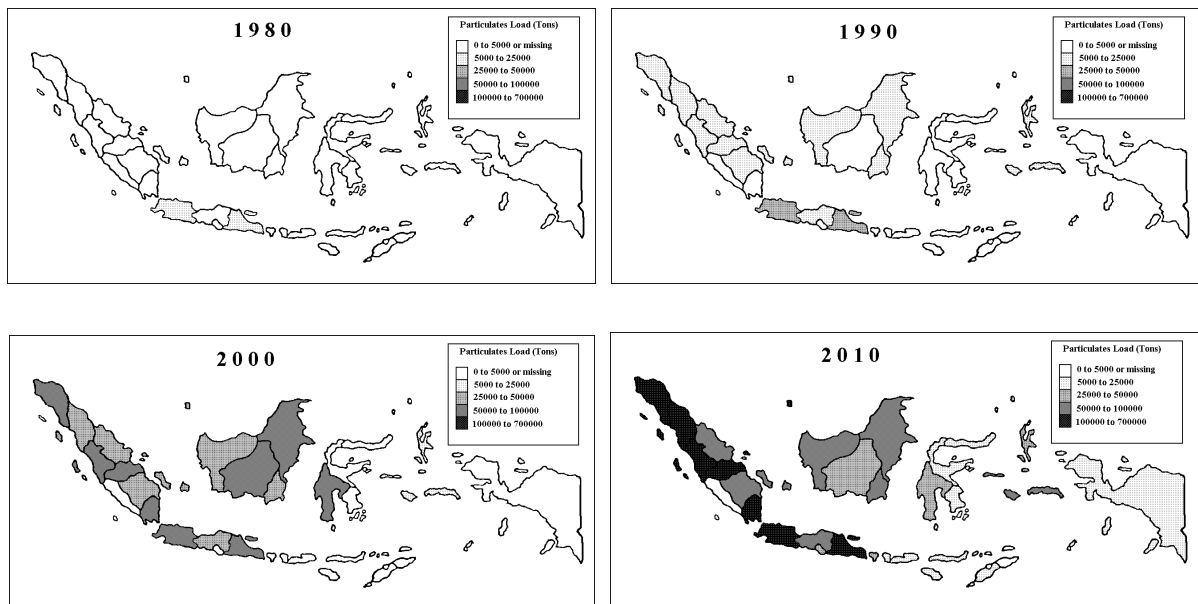 1980
Particulates Load (Tons)
0 to 5000 or missing
5000 to 25000
25000 to 50000
50000 to 100000
100000 to 700000
1990
Particulates Load (Tons)
0 to 5000 or missing
5000 to 25000
25000 to 50000
50000 to 100000
100000 to 700000
2000
Particulates Load (Tons)
0 to 5000 or missing
5000 to 25000
25000 to 50000
50000 to 100000
100000 to 700000
2010
Particulates Load (Tons)
0 to 5000 or missing
5000 to 25000
25000 to 50000
50000 to 100000
100000 to 700000